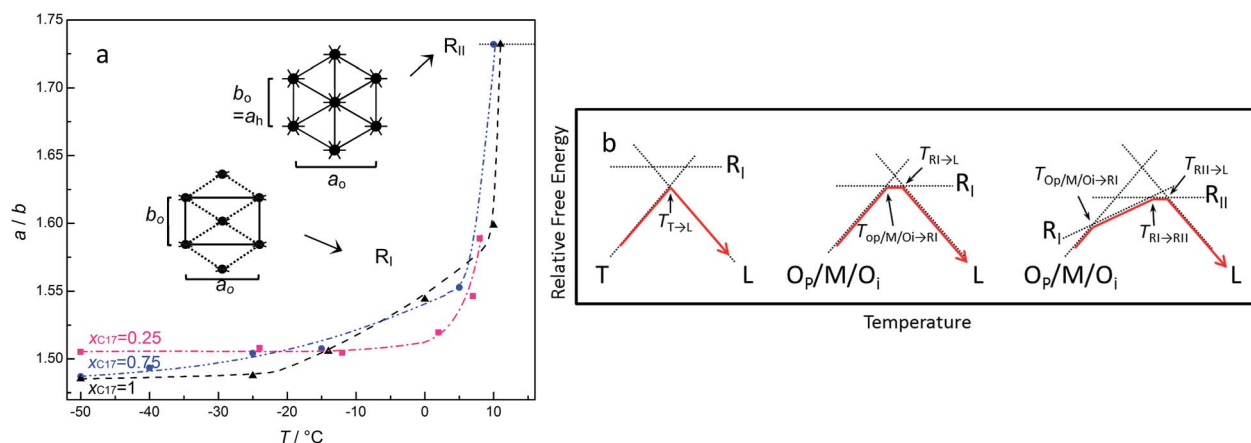 a
1.75
1.70
1.65
1.60
1.55
1.50
a / b
-50 -40 -30 -20 -10 0 10
T / °C
R_II
b_o
=a_h
a_o
b_o
a_o
R_I
x_C17=0.25
x_C17=0.75
x_C17=1
b
Relative Free Energy
Temperature
R_I
T_T→L
T L
T_RI→L
R_I
T_op/M/Oi→RI
O_p/M/O_i L
T_Op/M/Oi→RI
T_RII→L
R_II
R_I
T_RI→RII
O_p/M/O_i L